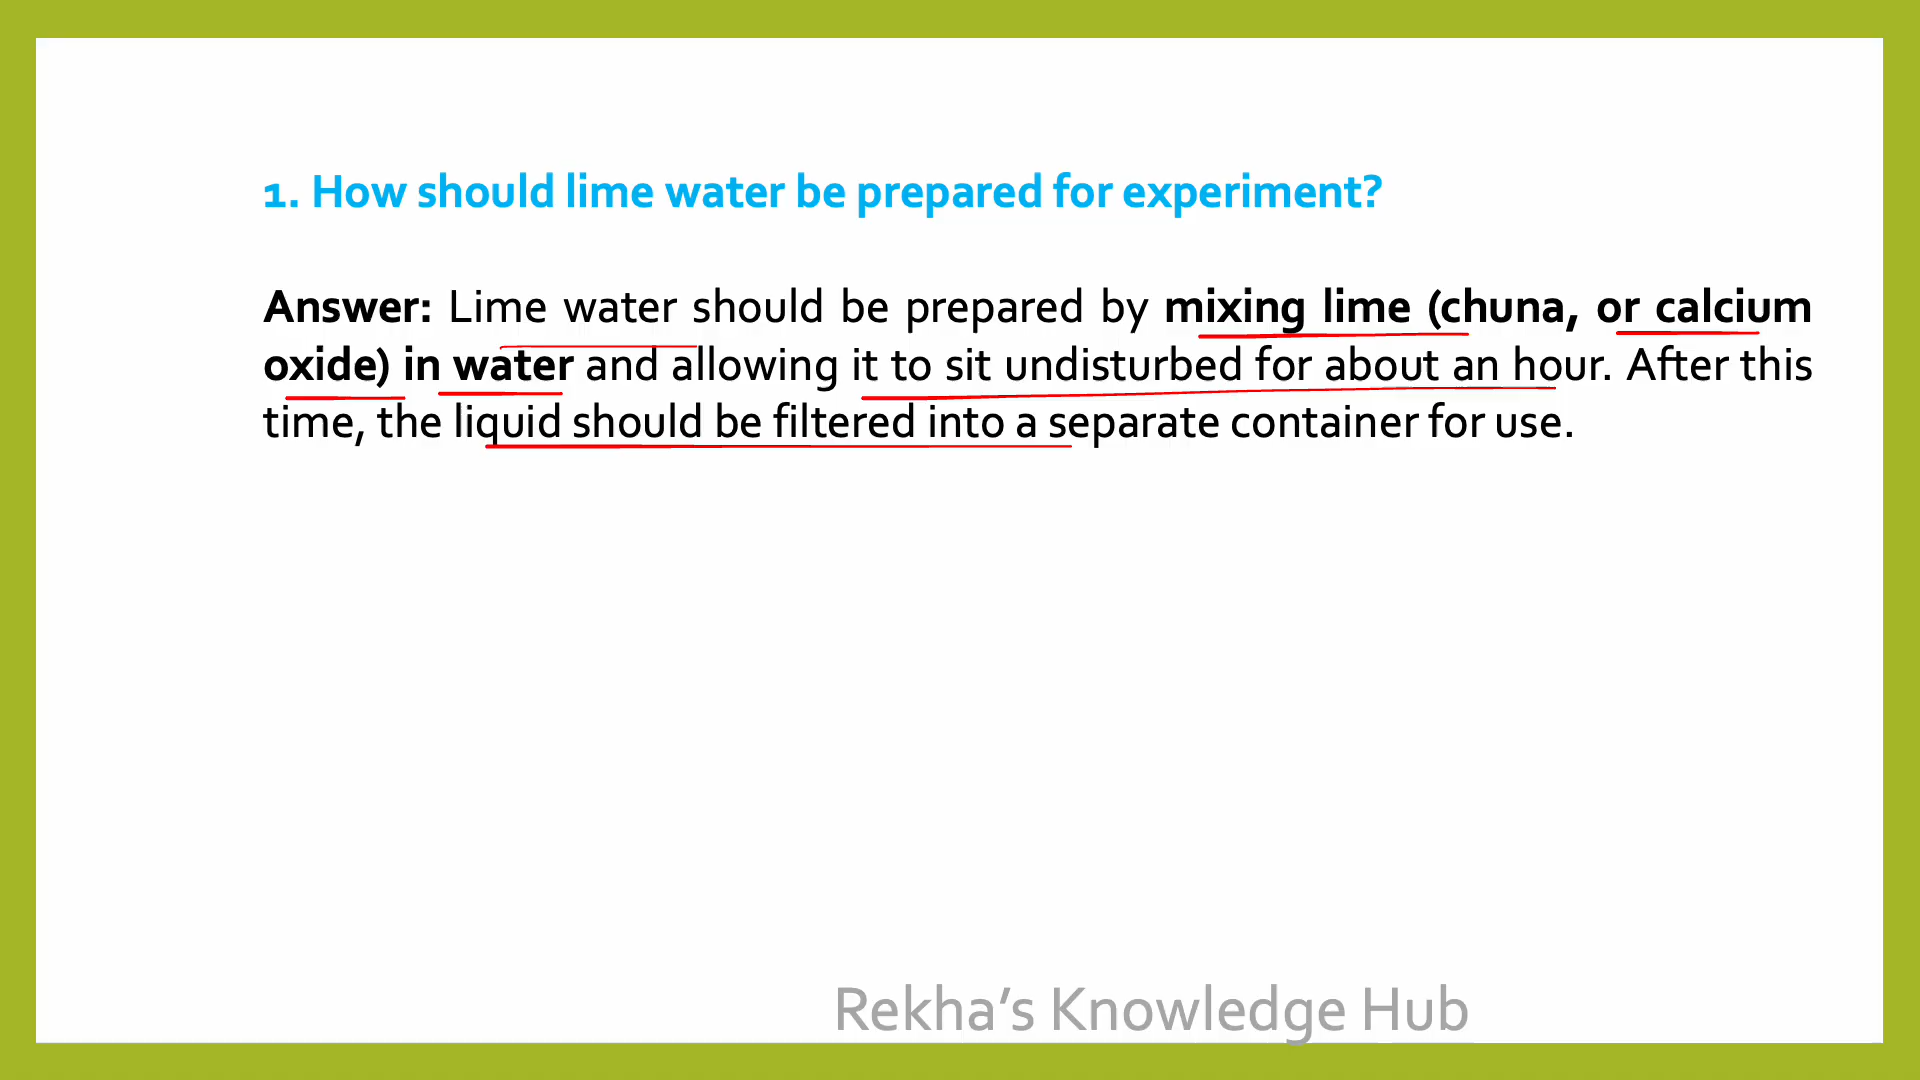 1. How should lime water be prepared for experiment?
Answer: Lime water should be prepared by mixing lime (chuna, or calcium
oxide) in water and allowing it to sit undisturbed for about an hour. After this
time, the liquid should be filtered into a separate container for use.
Rekha’s Knowledge Hub